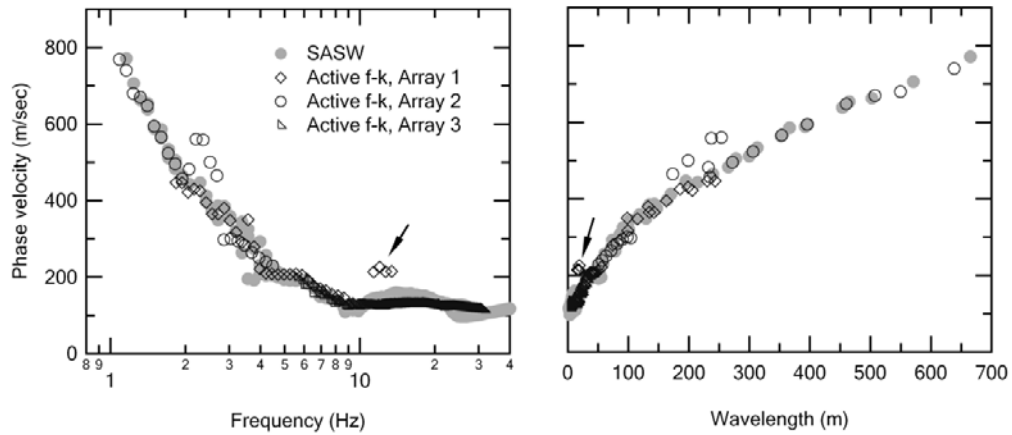 800
600
400
200
0
Phase velocity (m/sec)
SASW
Active f-k, Array 1
Active f-k, Array 2
Active f-k, Array 3
8 9 2 3 4 5 6 7 8 9 2 3 4
1 10
Frequency (Hz)
0 100 200 300 400 500 600 700
Wavelength (m)